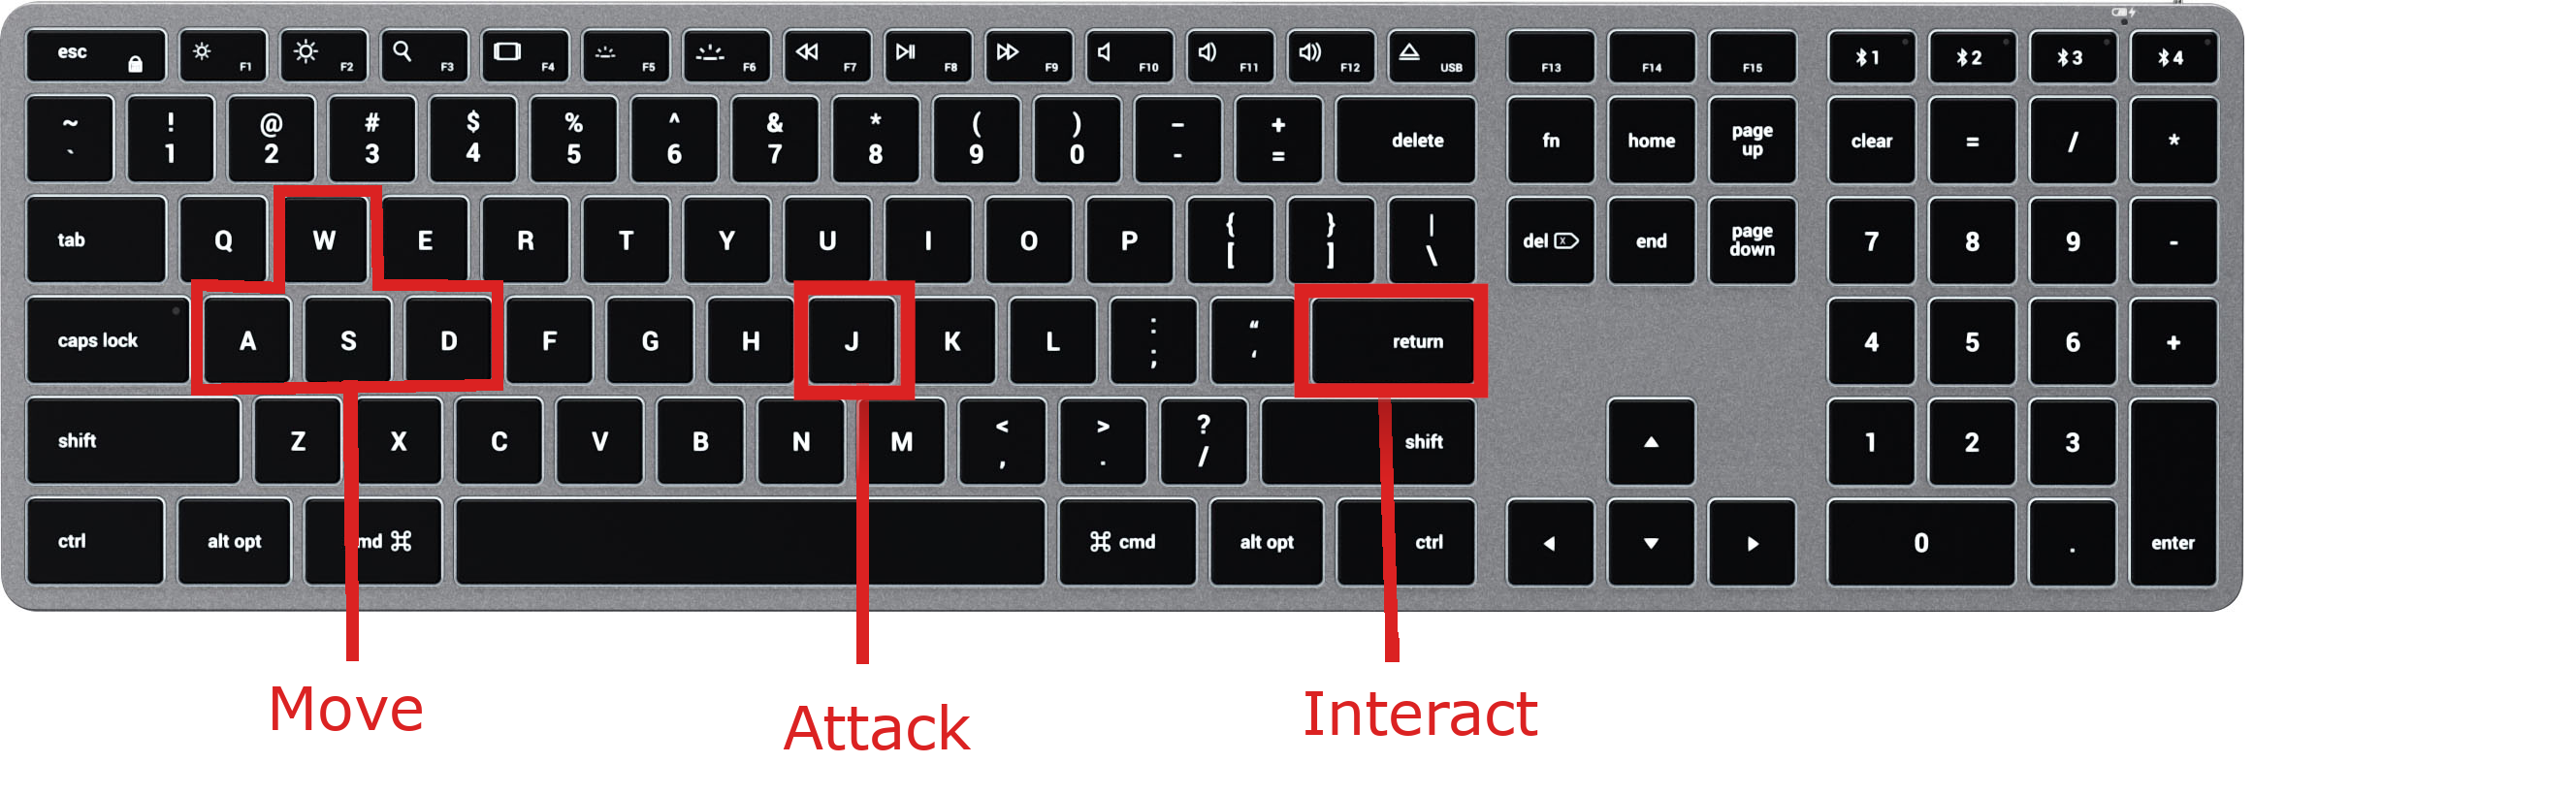 esc F1 F2 F3 F4 F5 F6 F7 F8 F9 F10 F11 F12 USB F13 F14 F15 1 2 3 4
~ ! @ # $ % ^ & * ( ) – +
` 1 2 3 4 5 6 7 8 9 0 - = delete fn home page up clear = / *
tab Q W E R T Y U I O P { [ } ] | \ del x end page down 7 8 9 -
caps lock A S D F G H J K L : ; “ ‘ return 4 5 6 +
shift Z X C V B N M < , > . ? / shift 1 2 3
ctrl alt opt md ⌘ ⌘ cmd alt opt ctrl 0 . enter
Move
Attack
Interact